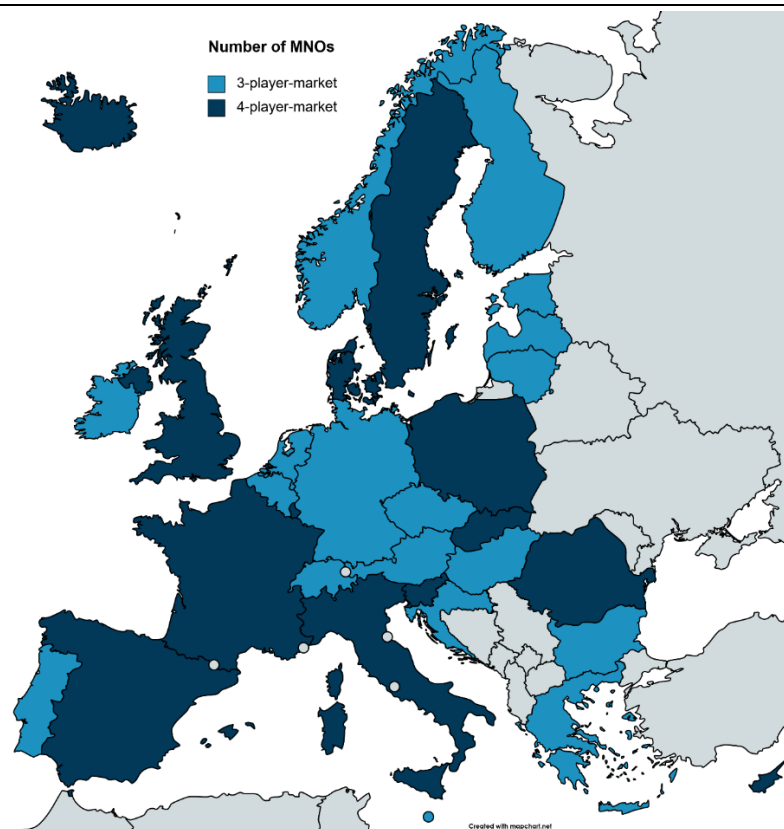 Number of MNOs
3-player-market
4-player-market
Created with mapchart.net